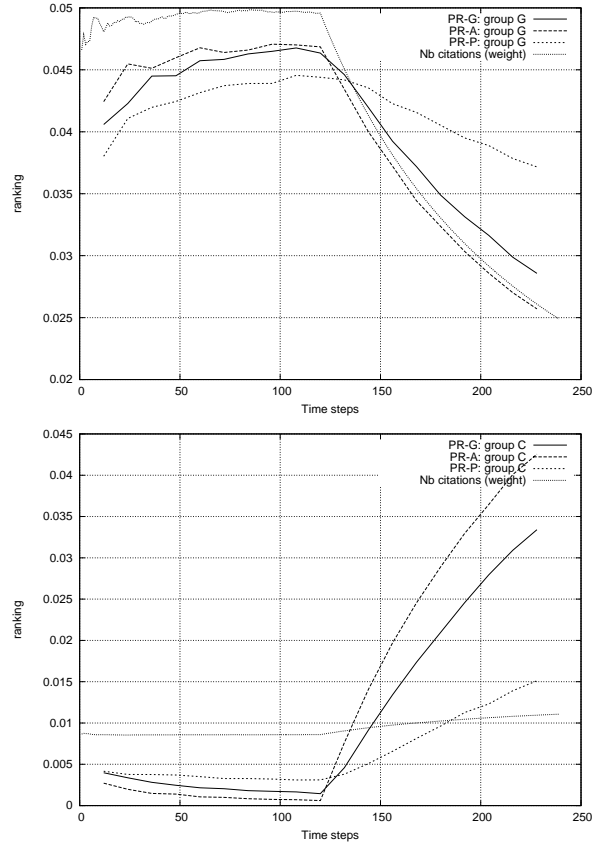 0.05
0.045
0.04
0.035
0.03
0.025
0.02
ranking
0 50 100 150 200 250
Time steps
PR-G: group G
PR-A: group G
PR-P: group G
Nb citations (weight)
0.045
0.04
0.035
0.03
0.025
0.02
0.015
0.01
0.005
0
ranking
0 50 100 150 200 250
Time steps
PR-G: group C
PR-A: group C
PR-P: group C
Nb citations (weight)